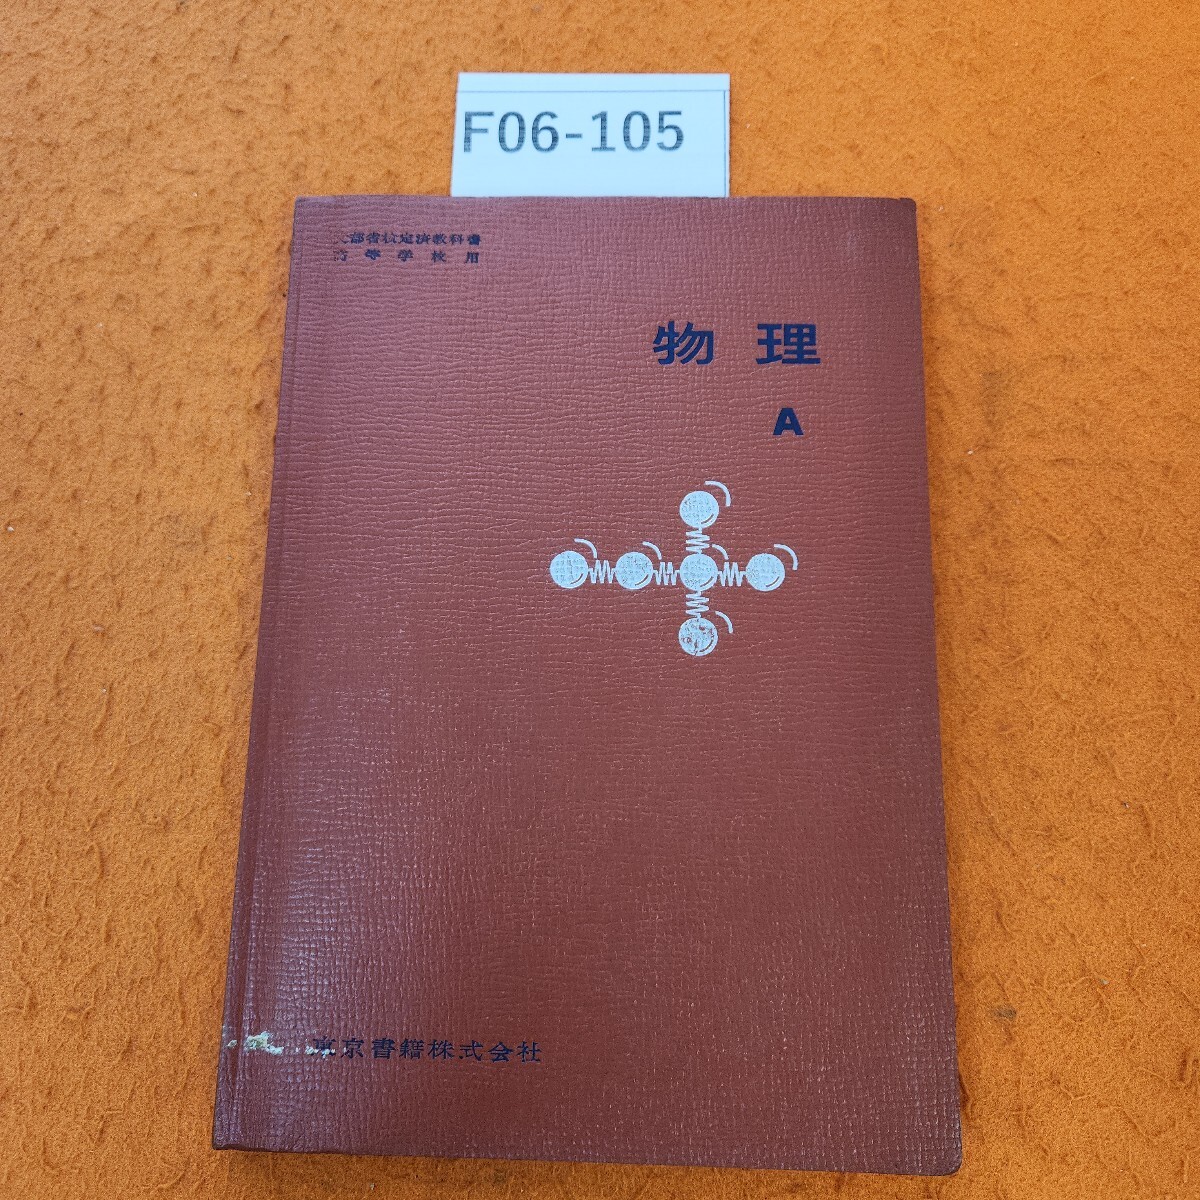 F06-105
文部省検定済教科書
高等学校用
物理
A
東京書籍株式会社